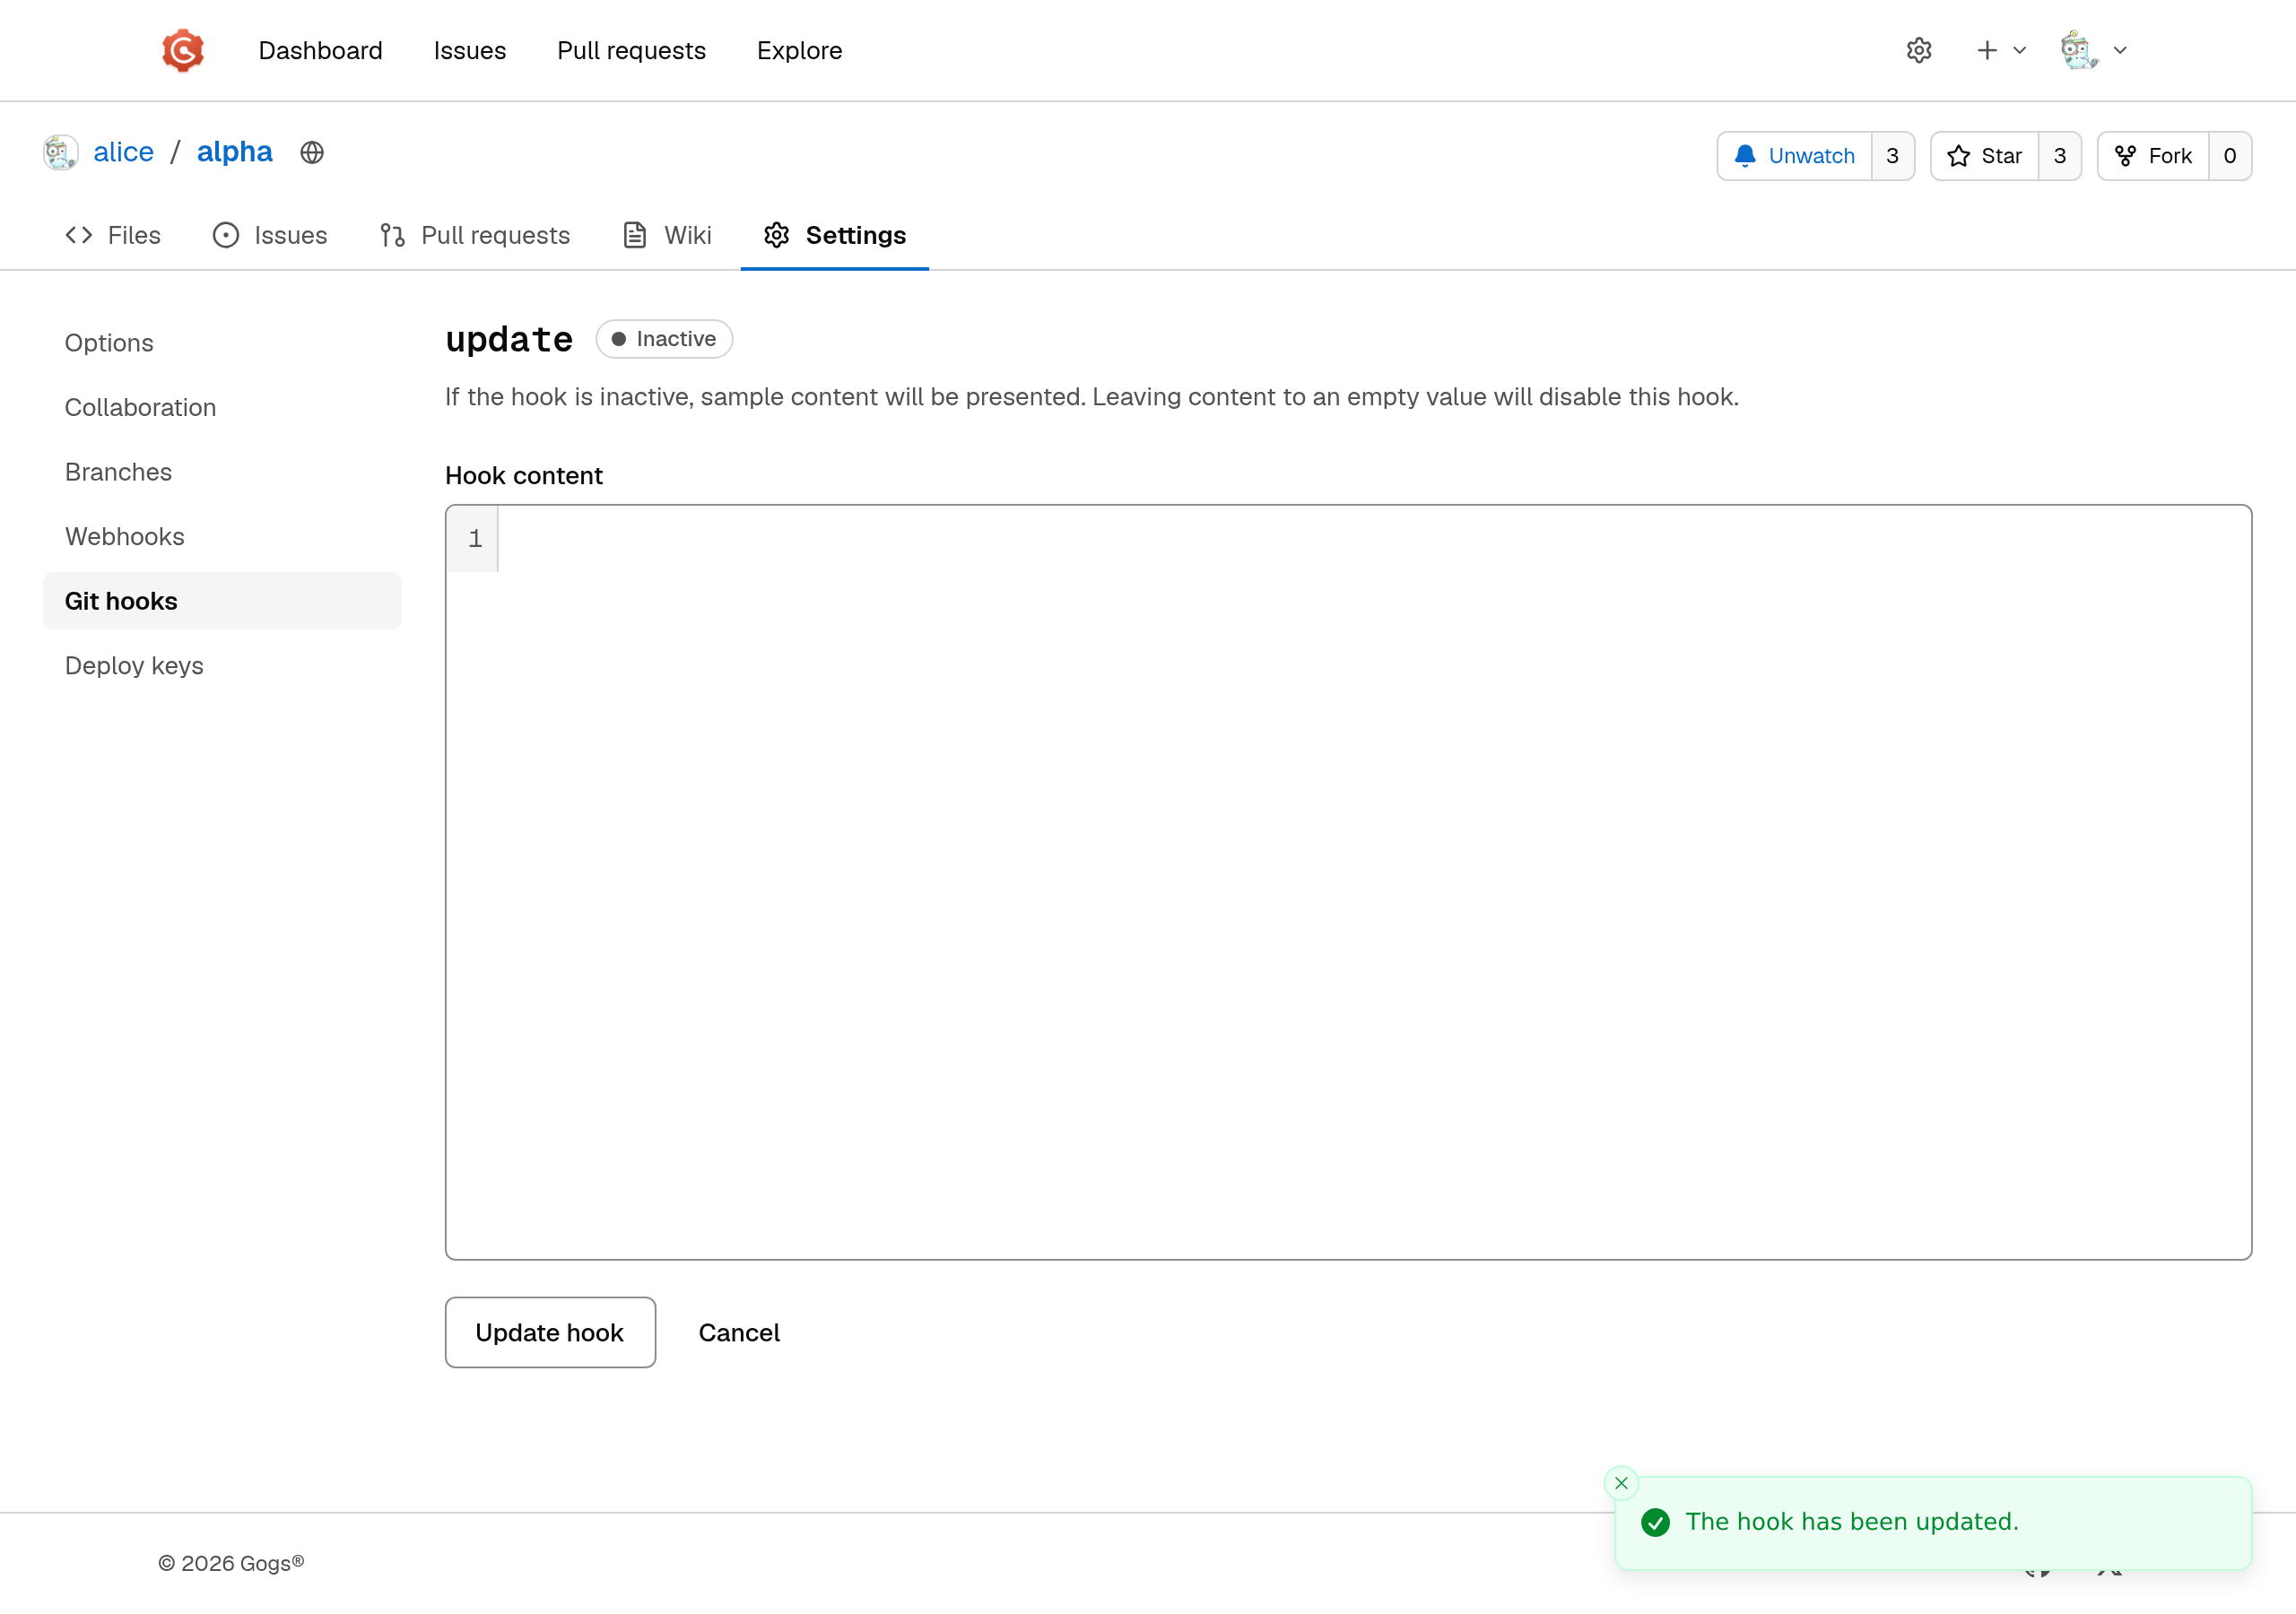 Dashboard Issues Pull requests Explore
alice / alpha
Unwatch 3 Star 3 Fork 0
Files Issues Pull requests Wiki Settings
Options
Collaboration
Branches
Webhooks
Git hooks
Deploy keys
update Inactive
If the hook is inactive, sample content will be presented. Leaving content to an empty value will disable this hook.
Hook content
1
Update hook Cancel
The hook has been updated.
© 2026 Gogs®